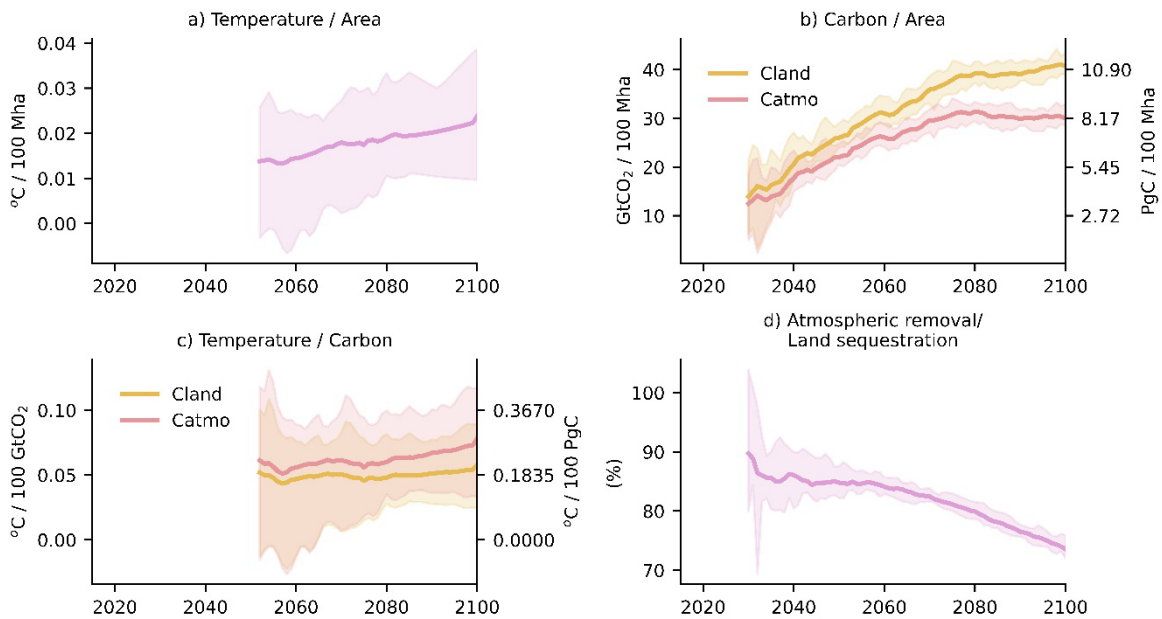 a) Temperature / Area
0.04
0.03
0.02
0.01
0.00
°C / 100 Mha
2020 2040 2060 2080 2100
b) Carbon / Area
40
30
20
10
GtCO₂ / 100 Mha
Cland
Catmo
10.90
8.17
5.45
2.72
PgC / 100 Mha
2020 2040 2060 2080 2100
c) Temperature / Carbon
0.10
0.05
0.00
°C / 100 GtCO₂
Cland
Catmo
0.3670
0.1835
0.0000
°C / 100 PgC
2020 2040 2060 2080 2100
d) Atmospheric removal/
Land sequestration
100
90
80
70
(%)
2020 2040 2060 2080 2100